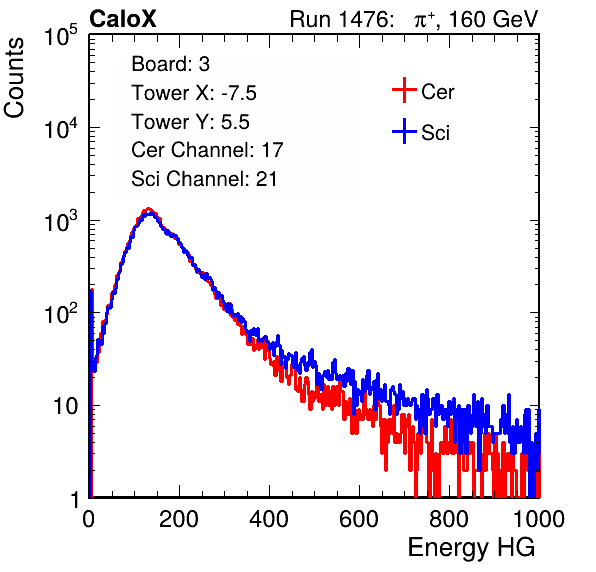 CaloX Run 1476: π⁺, 160 GeV
Counts
10⁵
10⁴
10³
10²
10
1
Board: 3
Tower X: -7.5
Tower Y: 5.5
Cer Channel: 17
Sci Channel: 21
Cer
Sci
0 200 400 600 800 1000
Energy HG